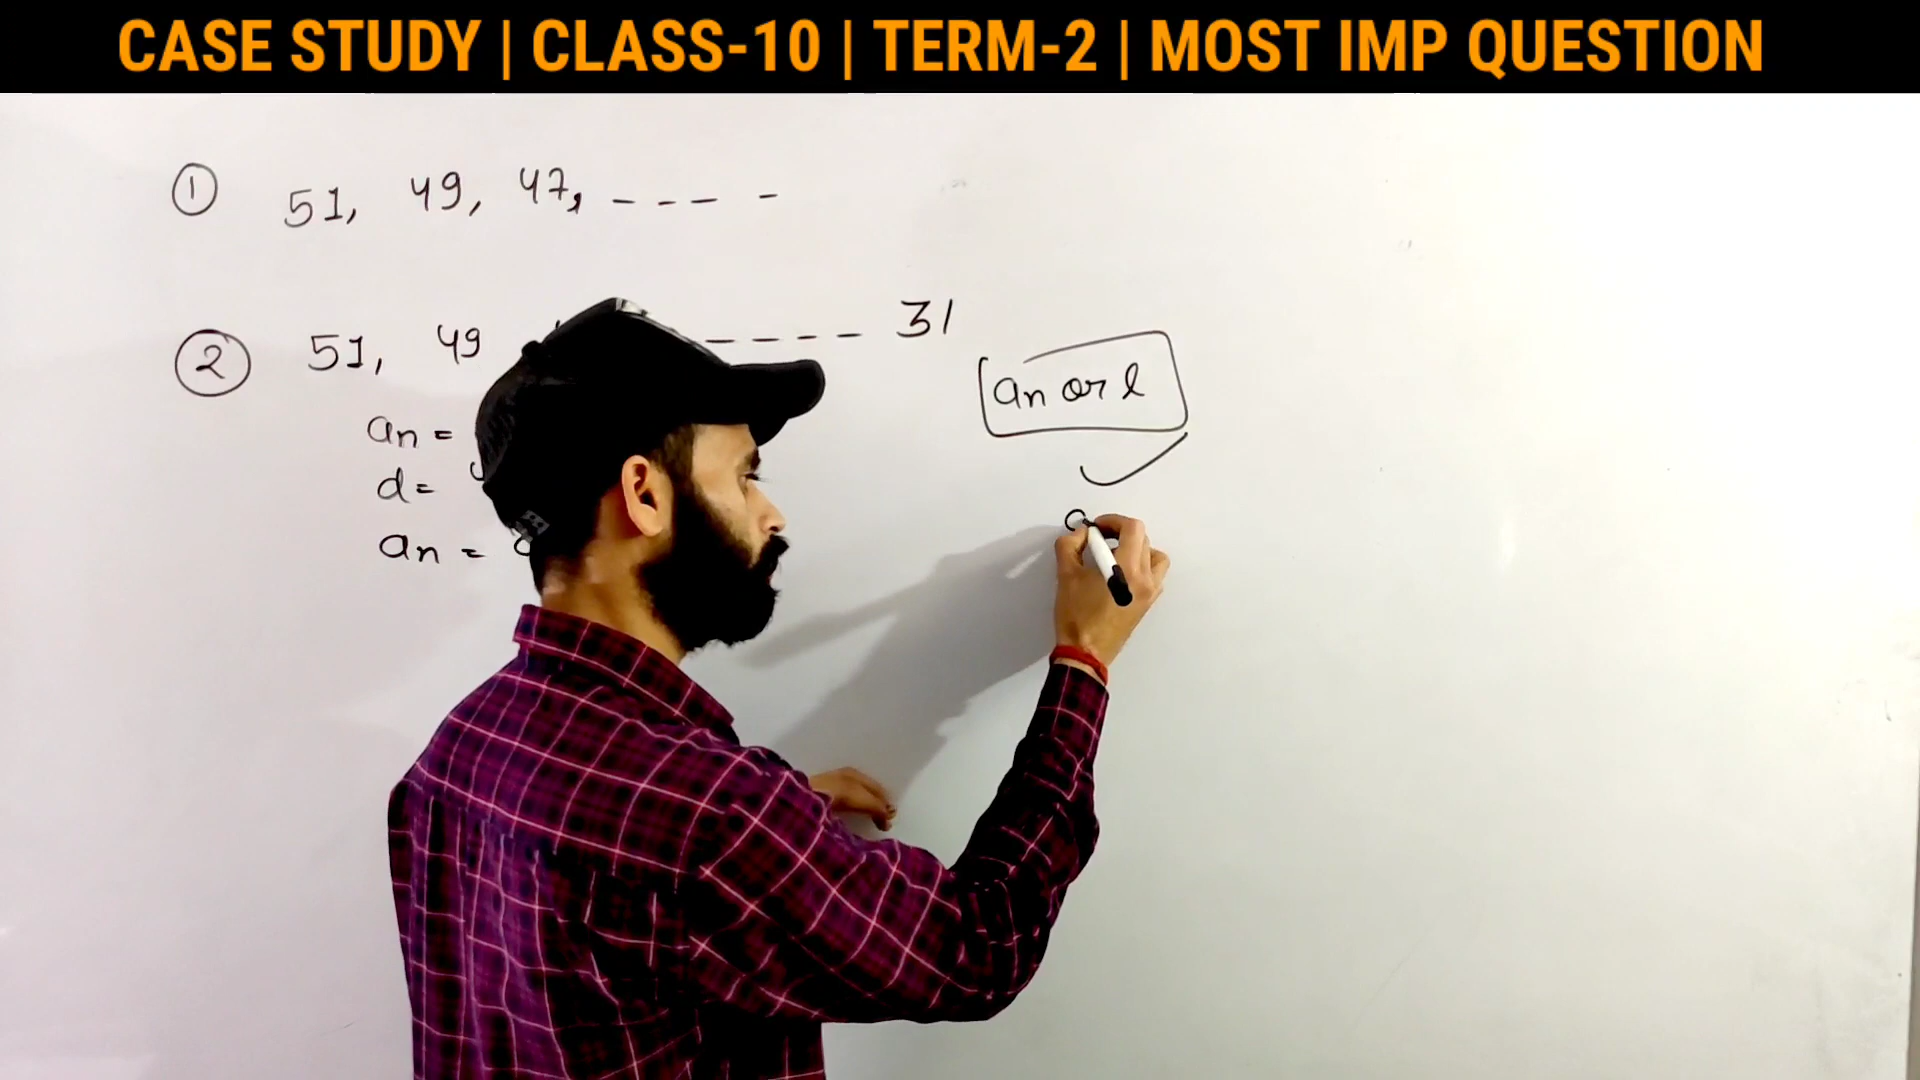 CASE STUDY | CLASS-10 | TERM-2 | MOST IMP QUESTION
① 51, 49, 47, ---- -
② 51, 49 ---- 31
an or l
an =
d =
an =